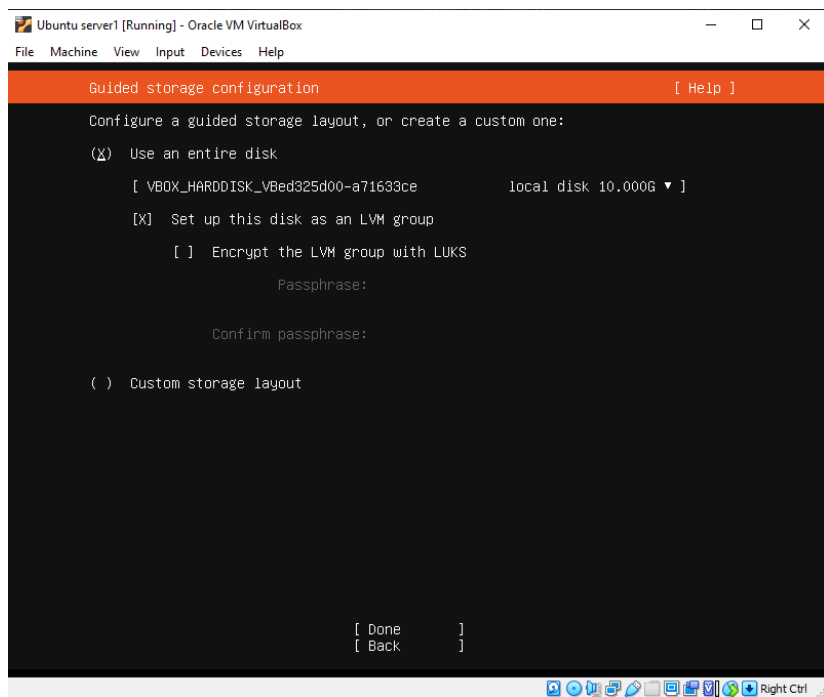 Ubuntu server1 [Running] - Oracle VM VirtualBox
File Machine View Input Devices Help
Guided storage configuration [ Help ]
Configure a guided storage layout, or create a custom one:
(X) Use an entire disk
[ VBOX_HARDDISK_VBed325d00-a71633ce local disk 10.000G ▾ ]
[X] Set up this disk as an LVM group
[ ] Encrypt the LVM group with LUKS
Passphrase:
Confirm passphrase:
( ) Custom storage layout
[ Done ]
[ Back ]
Right Ctrl